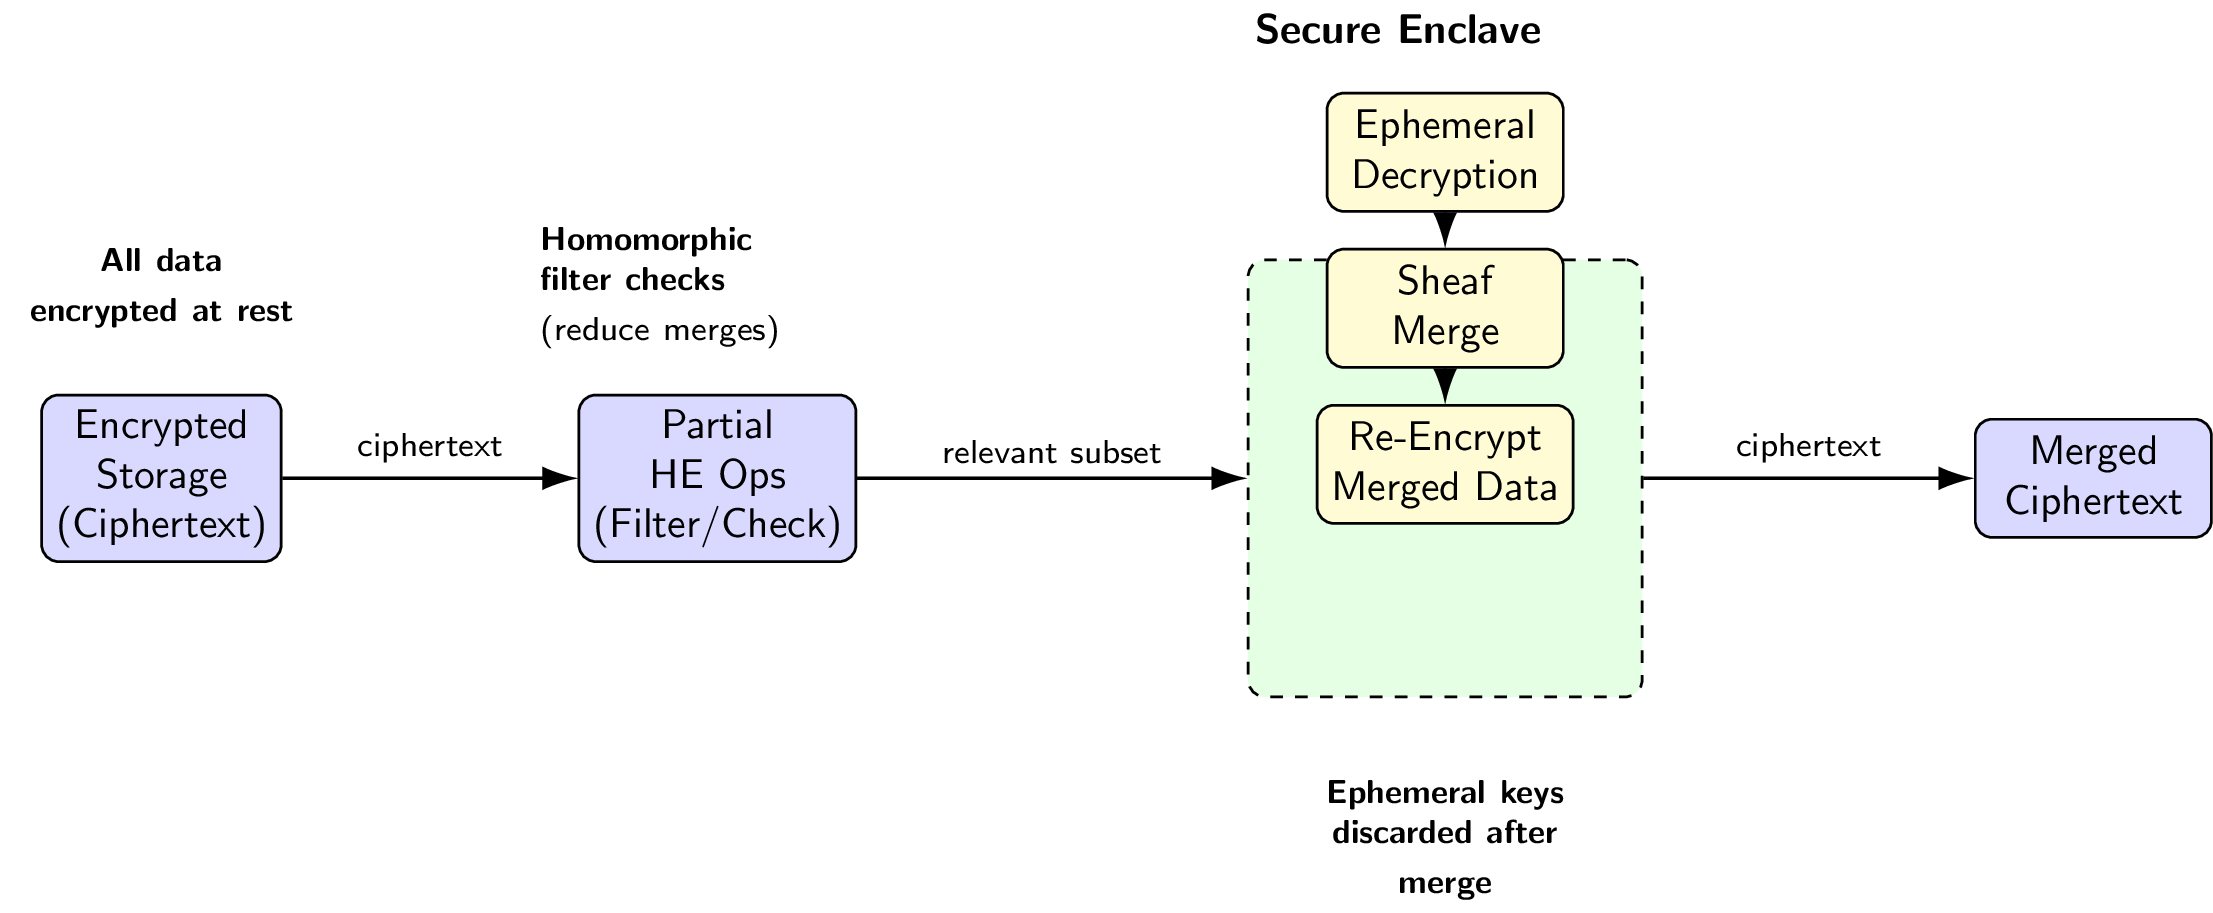 Secure Enclave
Ephemeral
Decryption
All data
encrypted at rest
Homomorphic
filter checks
(reduce merges)
Sheaf
Merge
Encrypted
Storage
(Ciphertext)
ciphertext
Partial
HE Ops
(Filter/Check)
relevant subset
Re-Encrypt
Merged Data
ciphertext
Merged
Ciphertext
Ephemeral keys
discarded after
merge